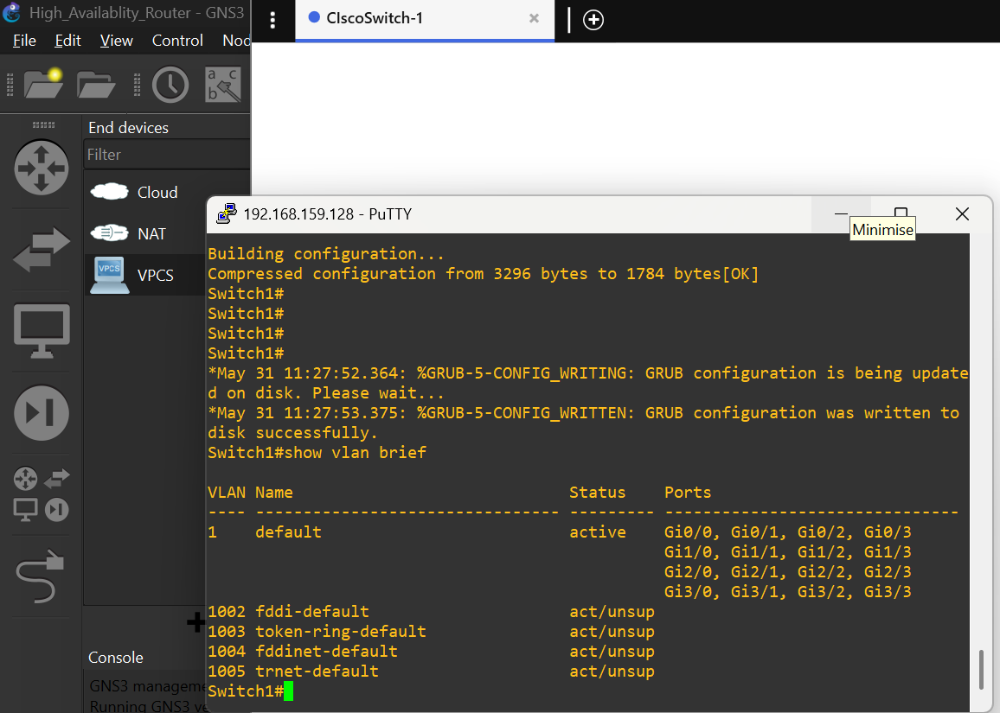 High_Availablity_Router - GNS3
CIscoSwitch-1
File Edit View Control
a c
b
End devices
Filter
Cloud
NAT
VPCS
VPCS
192.168.159.128 - PuTTY
Minimise
Building configuration...
Compressed configuration from 3296 bytes to 1784 bytes[OK]
Switch1#
Switch1#
Switch1#
Switch1#
*May 31 11:27:52.364: %GRUB-5-CONFIG_WRITING: GRUB configuration is being update
d on disk. Please wait...
*May 31 11:27:53.375: %GRUB-5-CONFIG_WRITTEN: GRUB configuration was written to
disk successfully.
Switch1#show vlan brief
VLAN Name Status Ports
---- -------------------------------- --------- -------------------------------
1 default active Gi0/0, Gi0/1, Gi0/2, Gi0/3
Gi1/0, Gi1/1, Gi1/2, Gi1/3
Gi2/0, Gi2/1, Gi2/2, Gi2/3
Gi3/0, Gi3/1, Gi3/2, Gi3/3
1002 fddi-default act/unsup
1003 token-ring-default act/unsup
1004 fddinet-default act/unsup
1005 trnet-default act/unsup
Switch1#
Console
GNS3
Running GNS3